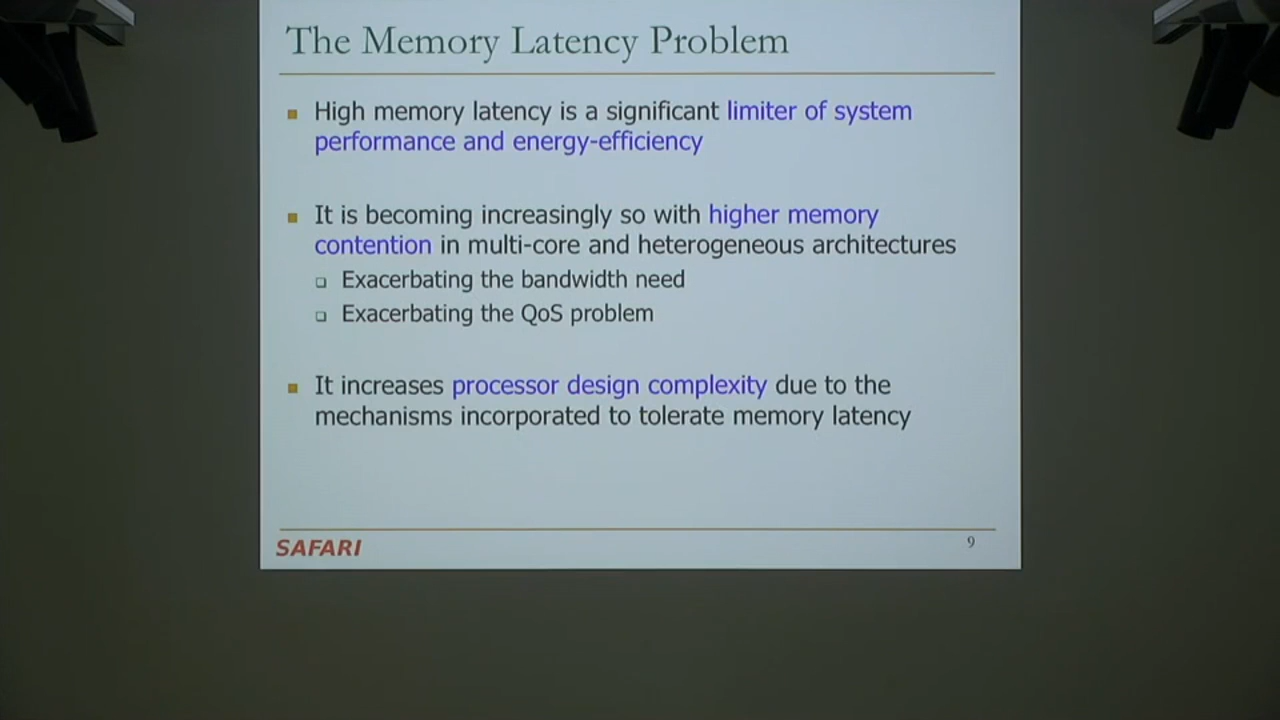 The Memory Latency Problem
High memory latency is a significant limiter of system
performance and energy-efficiency
It is becoming increasingly so with higher memory
contention in multi-core and heterogeneous architectures
Exacerbating the bandwidth need
Exacerbating the QoS problem
It increases processor design complexity due to the
mechanisms incorporated to tolerate memory latency
SAFARI
9